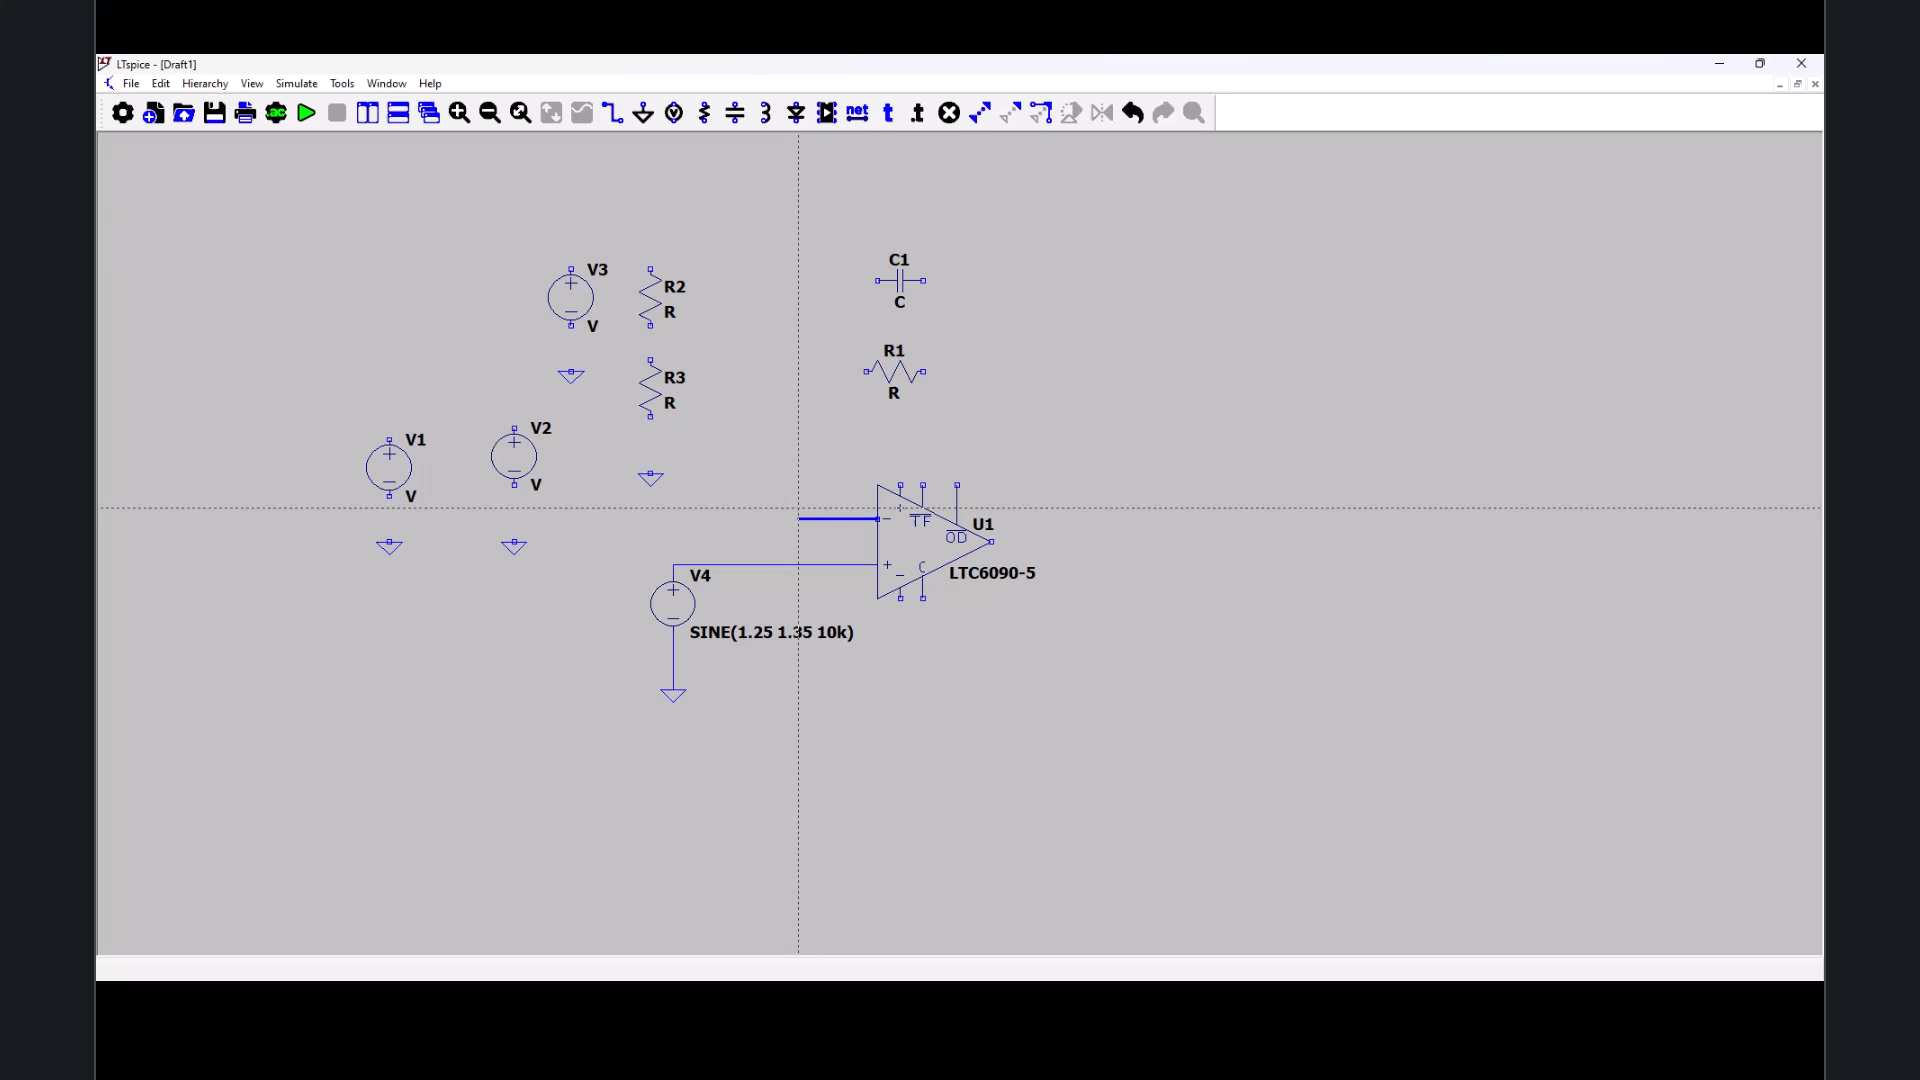 LTspice - [Draft1]
File Edit Hierarchy View Simulate Tools Window Help
net t .t
C1
C
V3
V
R2
R
R1
R
R3
R
V1
V
V2
V
TF
OD
C
U1
LTC6090-5
V4
SINE(1.25 1.35 10k)